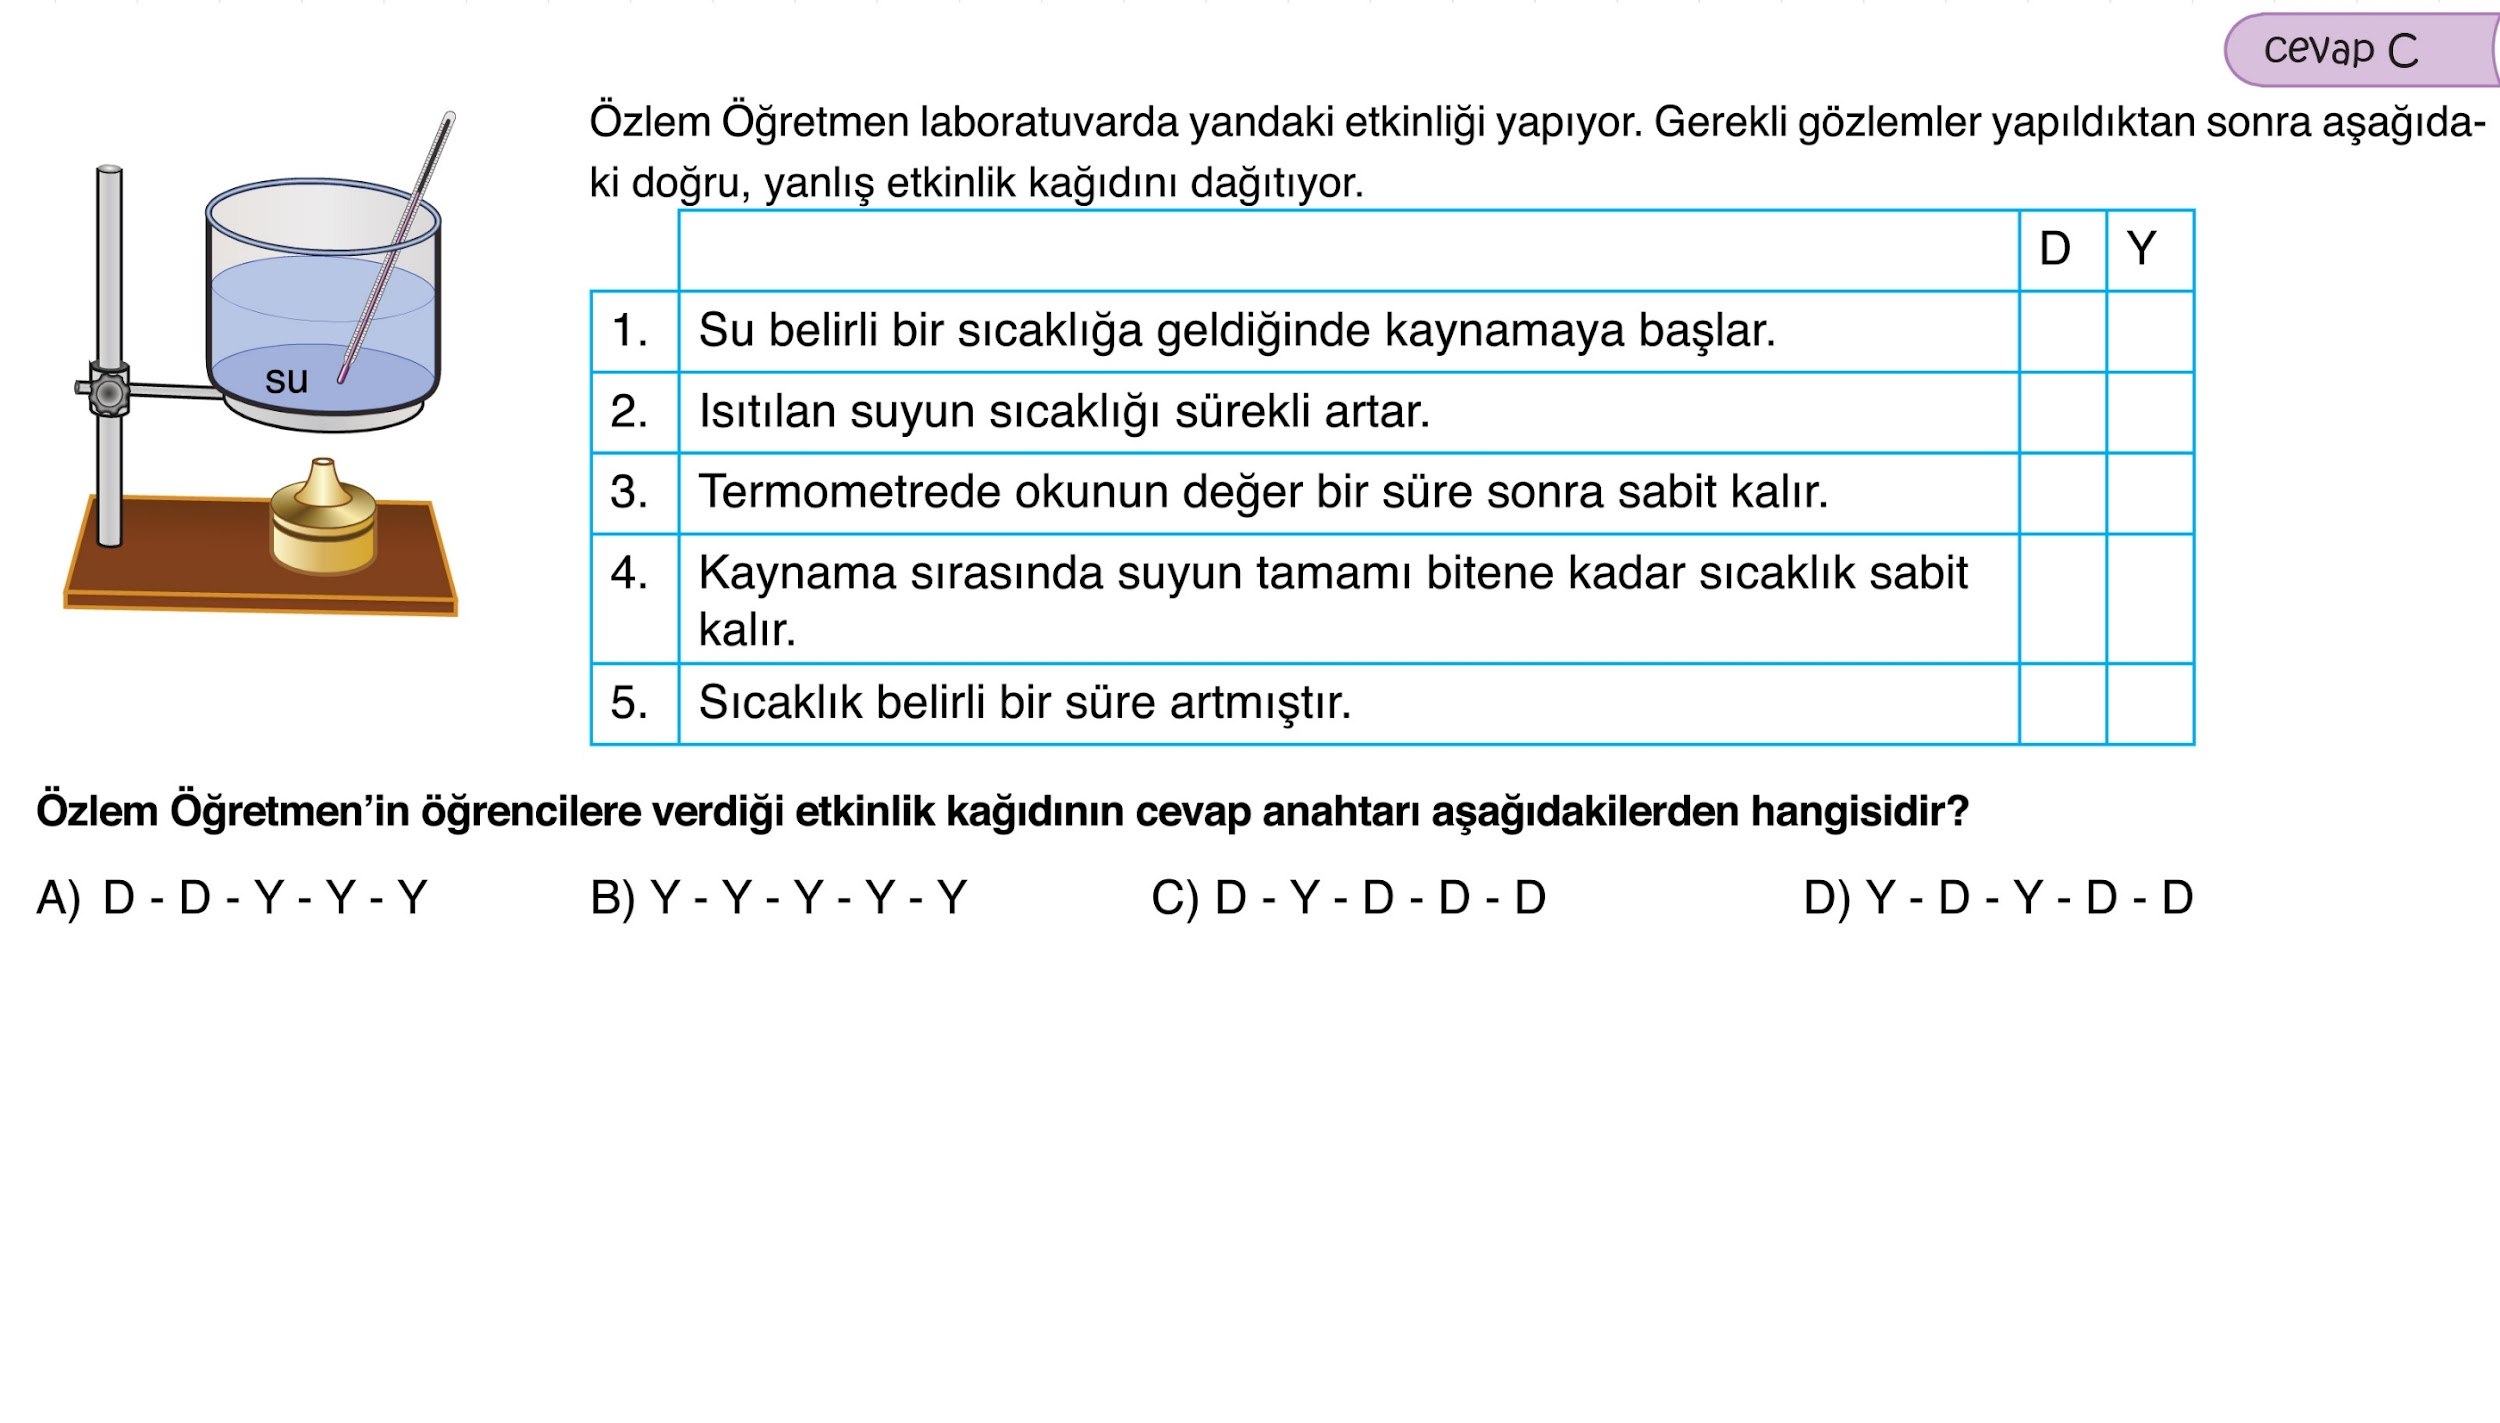 cevap C
Özlem Öğretmen laboratuvarda yandaki etkinliği yapıyor. Gerekli gözlemler yapıldıktan sonra aşağıda-
ki doğru, yanlış etkinlik kağıdını dağıtıyor.
D Y
1. Su belirli bir sıcaklığa geldiğinde kaynamaya başlar.
2. Isıtılan suyun sıcaklığı sürekli artar.
3. Termometrede okunun değer bir süre sonra sabit kalır.
4. Kaynama sırasında suyun tamamı bitene kadar sıcaklık sabit
kalır.
5. Sıcaklık belirli bir süre artmıştır.
su
Özlem Öğretmen’in öğrencilere verdiği etkinlik kağıdının cevap anahtarı aşağıdakilerden hangisidir?
A) D - D - Y - Y - Y B) Y - Y - Y - Y - Y C) D - Y - D - D - D D) Y - D - Y - D - D